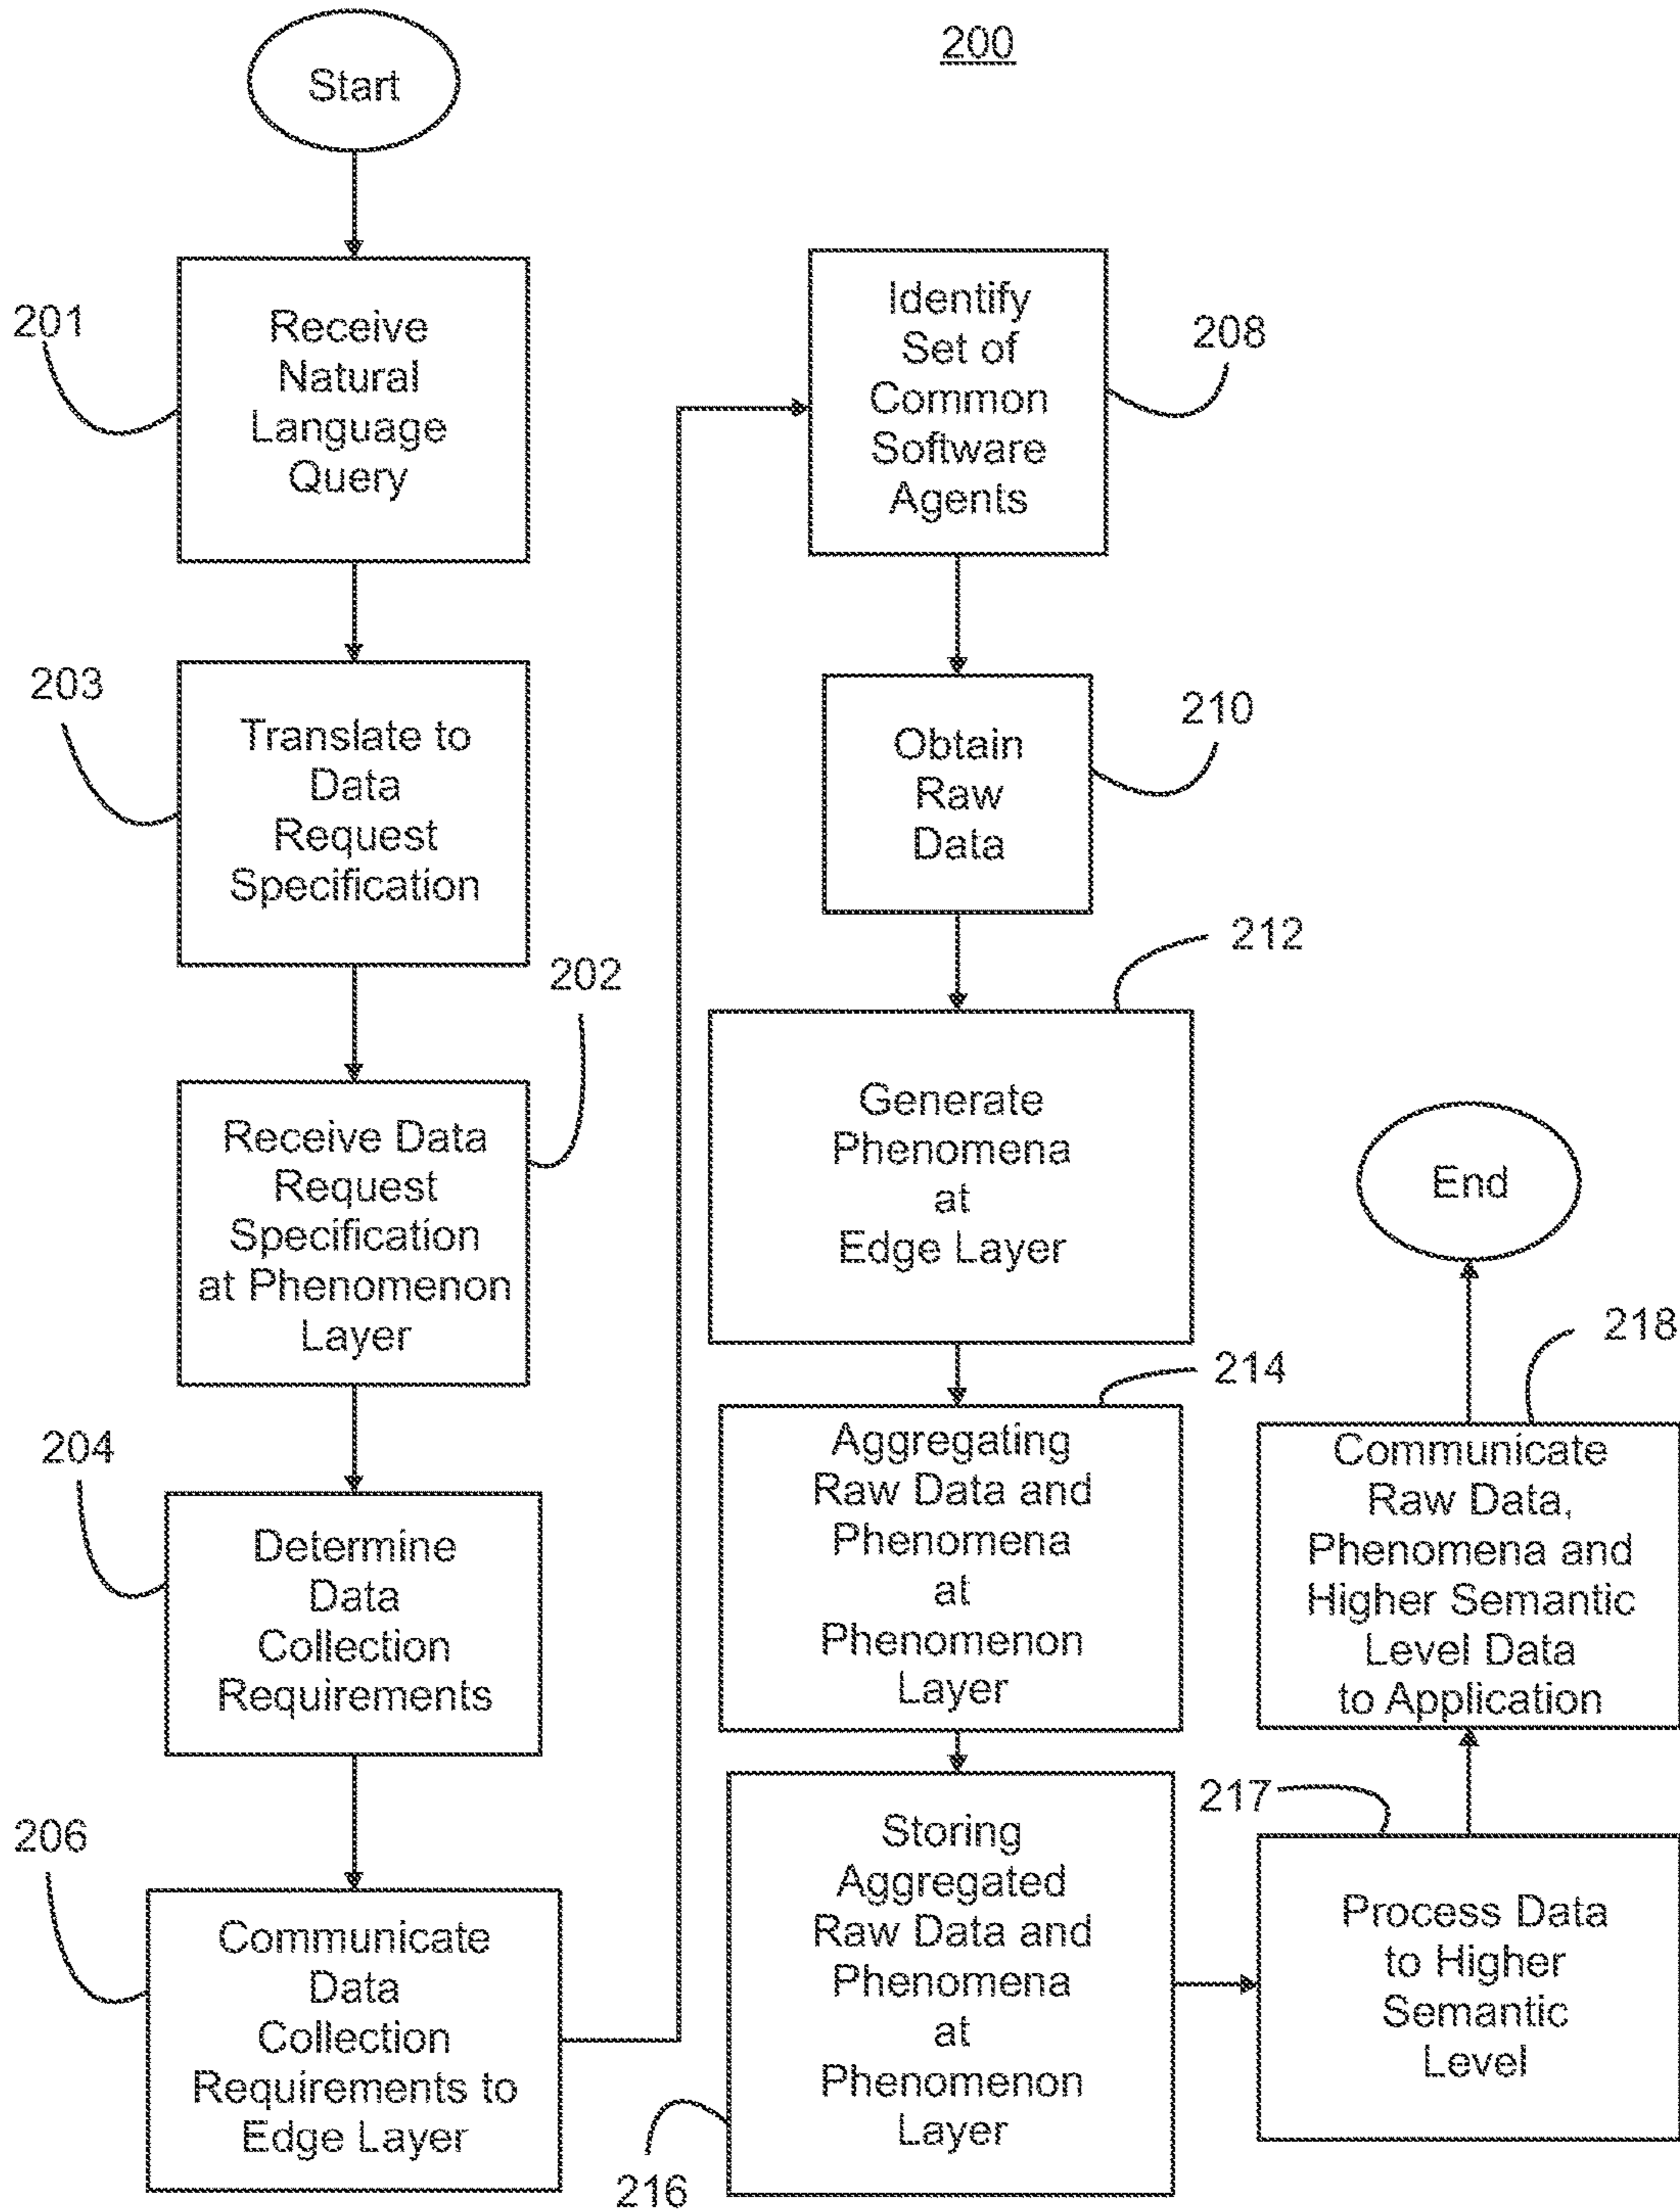 200
Start
201
Receive
Natural
Language
Query
203
Translate to
Data
Request
Specification
202
Receive Data
Request
Specification
at Phenomenon
Layer
204
Determine
Data
Collection
Requirements
206
Communicate
Data
Collection
Requirements to
Edge Layer
Identify
Set of
Common
Software
Agents
208
Obtain
Raw
Data
210
212
Generate
Phenomena
at
Edge Layer
214
Aggregating
Raw Data and
Phenomena
at
Phenomenon
Layer
Storing
Aggregated
Raw Data and
Phenomena
at
Phenomenon
Layer
216
217
Process Data
to Higher
Semantic
Level
218
Communicate
Raw Data,
Phenomena and
Higher Semantic
Level Data
to Application
End